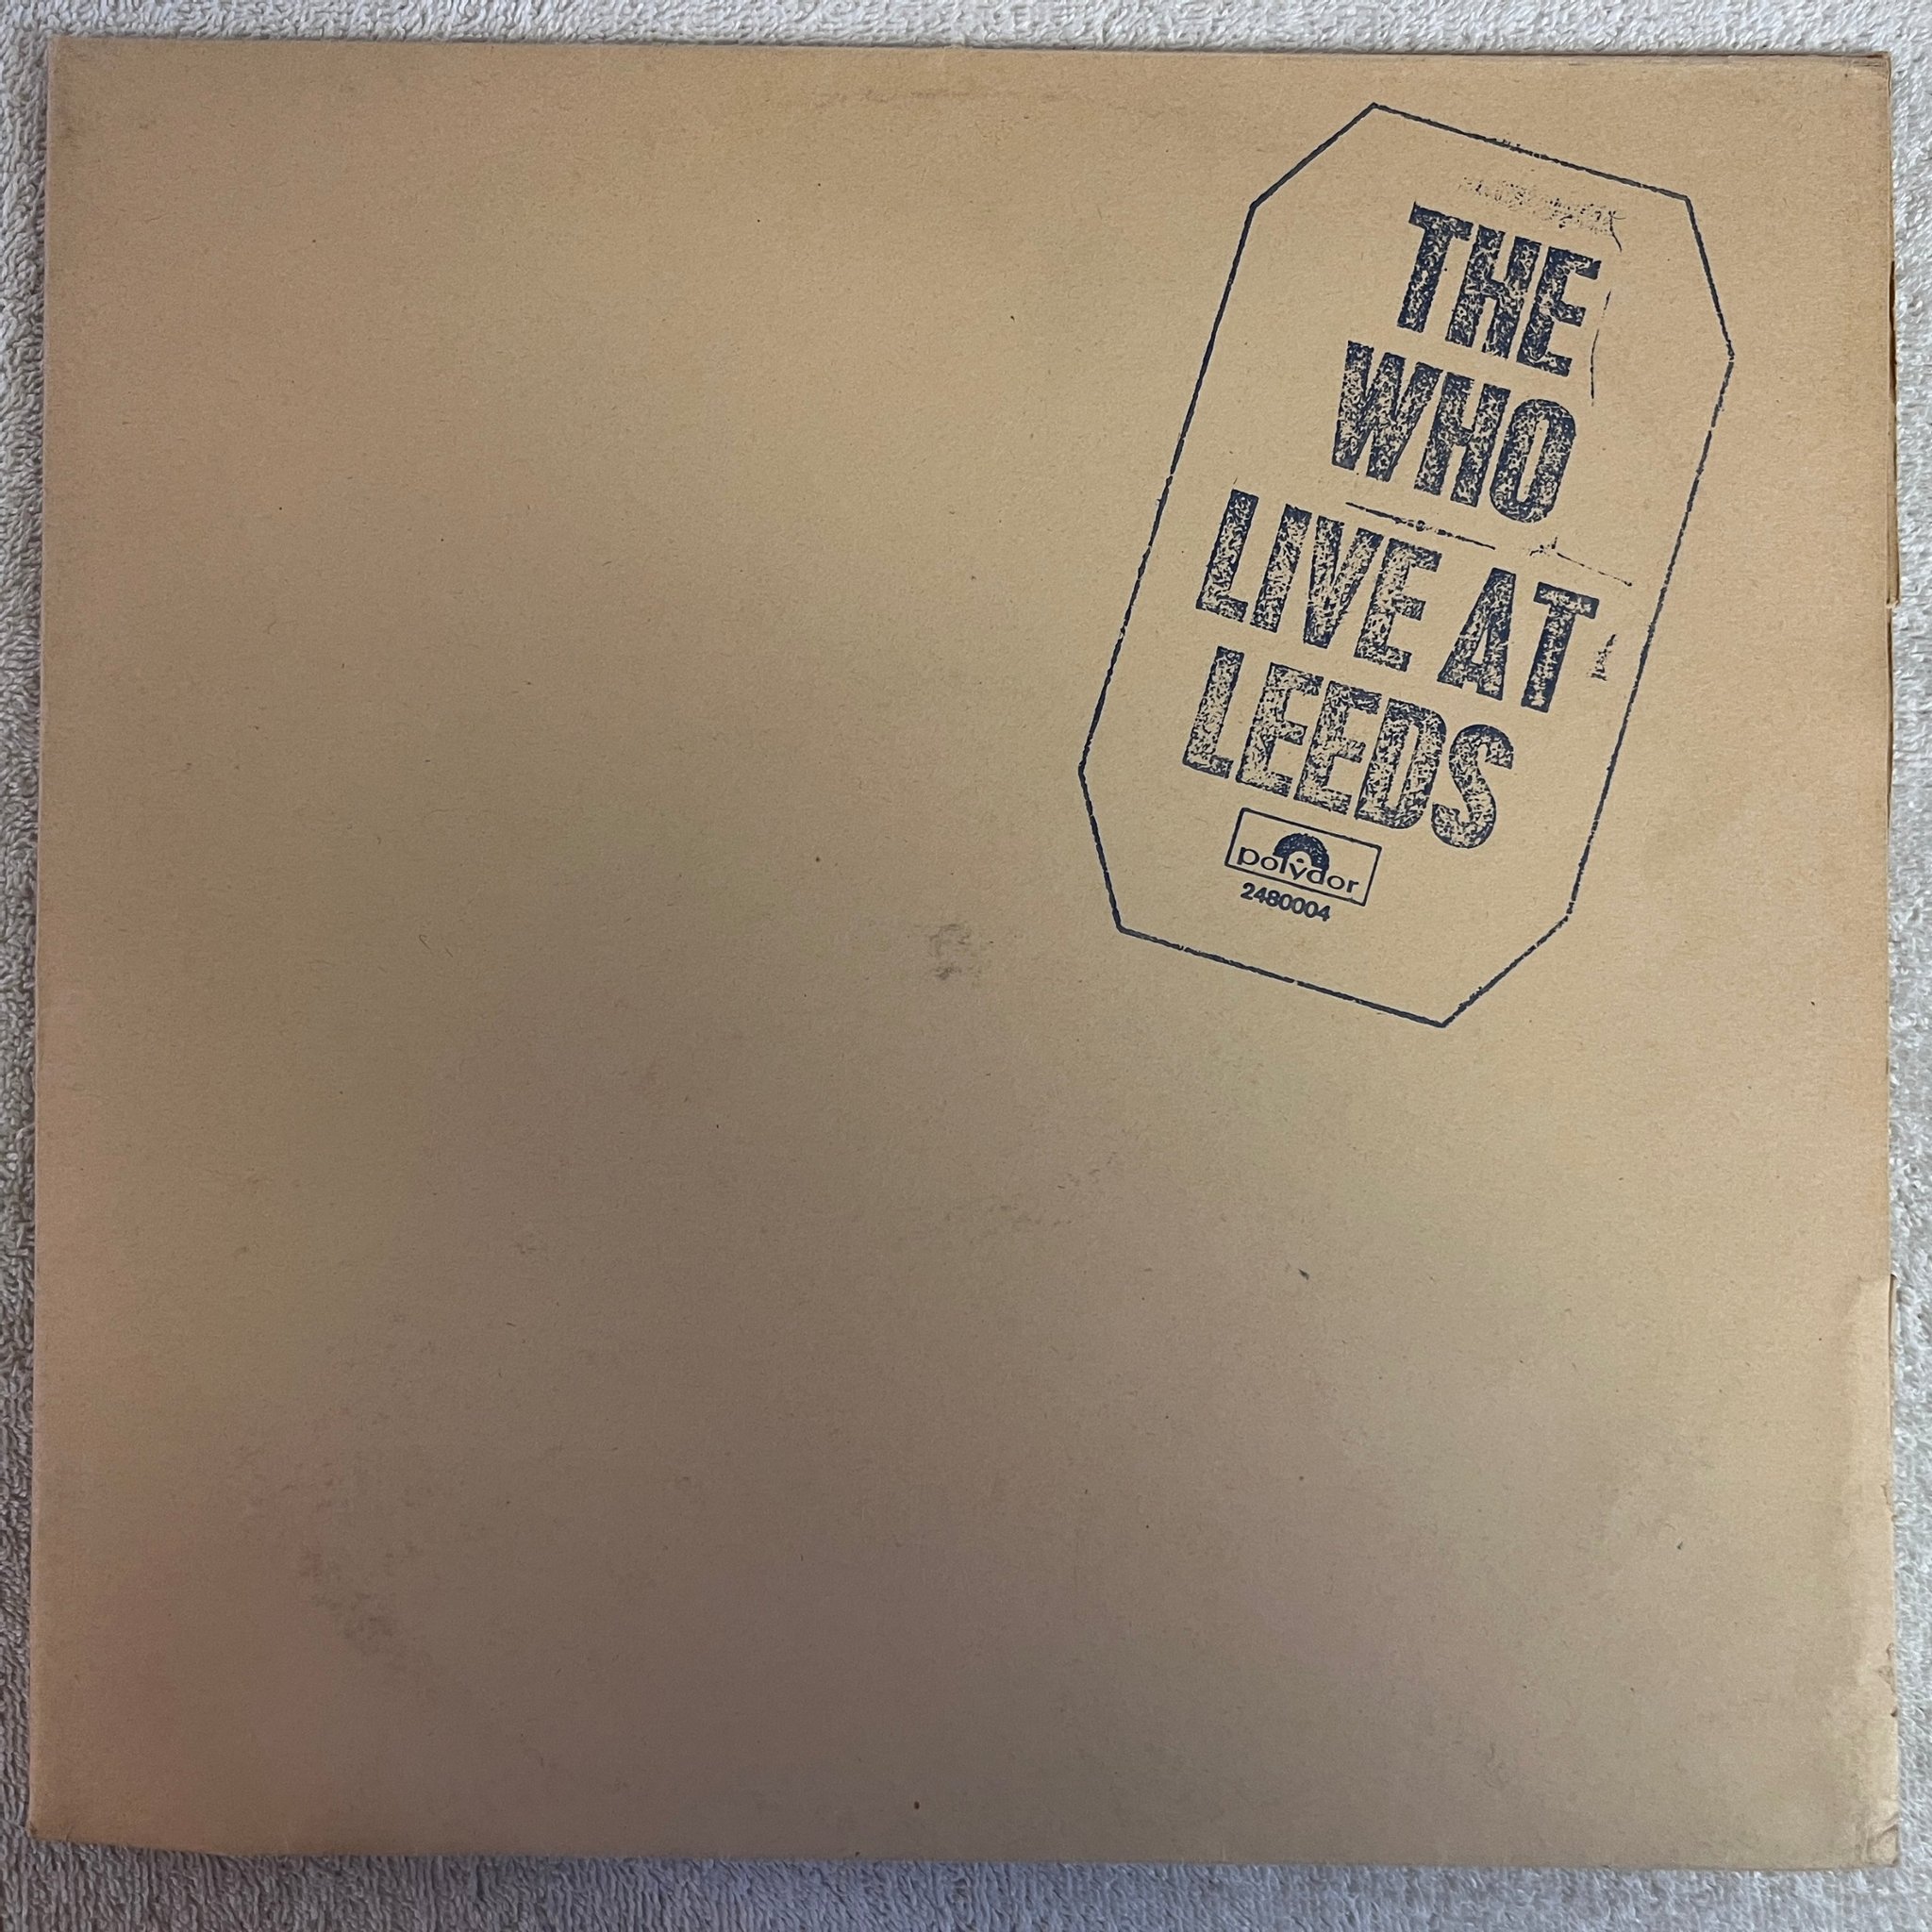 THE
WHO
LIVE AT
LEEDS
polydor
2480004